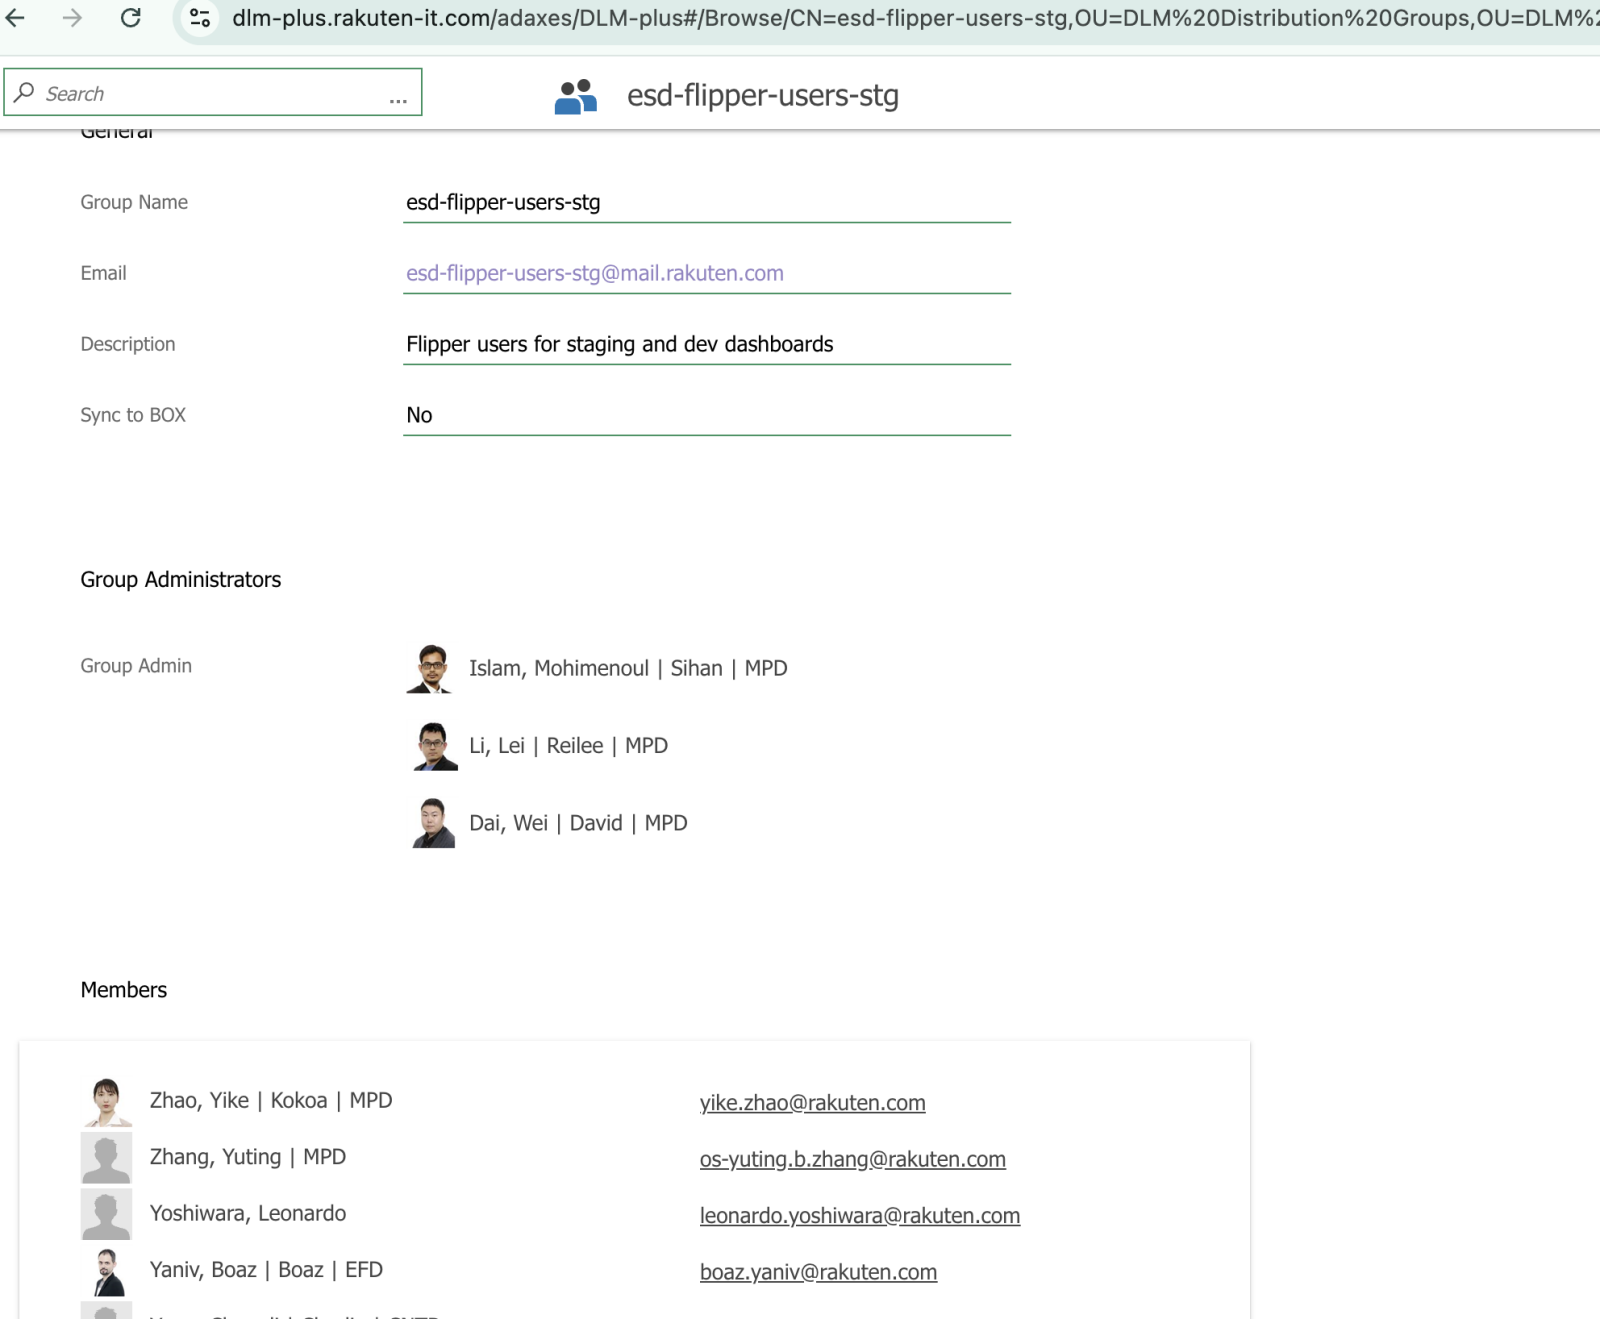 dlm-plus.rakuten-it.com/adaxes/DLM-plus#/Browse/CN=esd-flipper-users-stg,OU=DLM%20Distribution%20Groups,OU=DLM%
Search ...
esd-flipper-users-stg
General
Group Name esd-flipper-users-stg
Email esd-flipper-users-stg@mail.rakuten.com
Description Flipper users for staging and dev dashboards
Sync to BOX No
Group Administrators
Group Admin Islam, Mohimenoul | Sihan | MPD
Li, Lei | Reilee | MPD
Dai, Wei | David | MPD
Members
Zhao, Yike | Kokoa | MPD yike.zhao@rakuten.com
Zhang, Yuting | MPD os-yuting.b.zhang@rakuten.com
Yoshiwara, Leonardo leonardo.yoshiwara@rakuten.com
Yaniv, Boaz | Boaz | EFD boaz.yaniv@rakuten.com